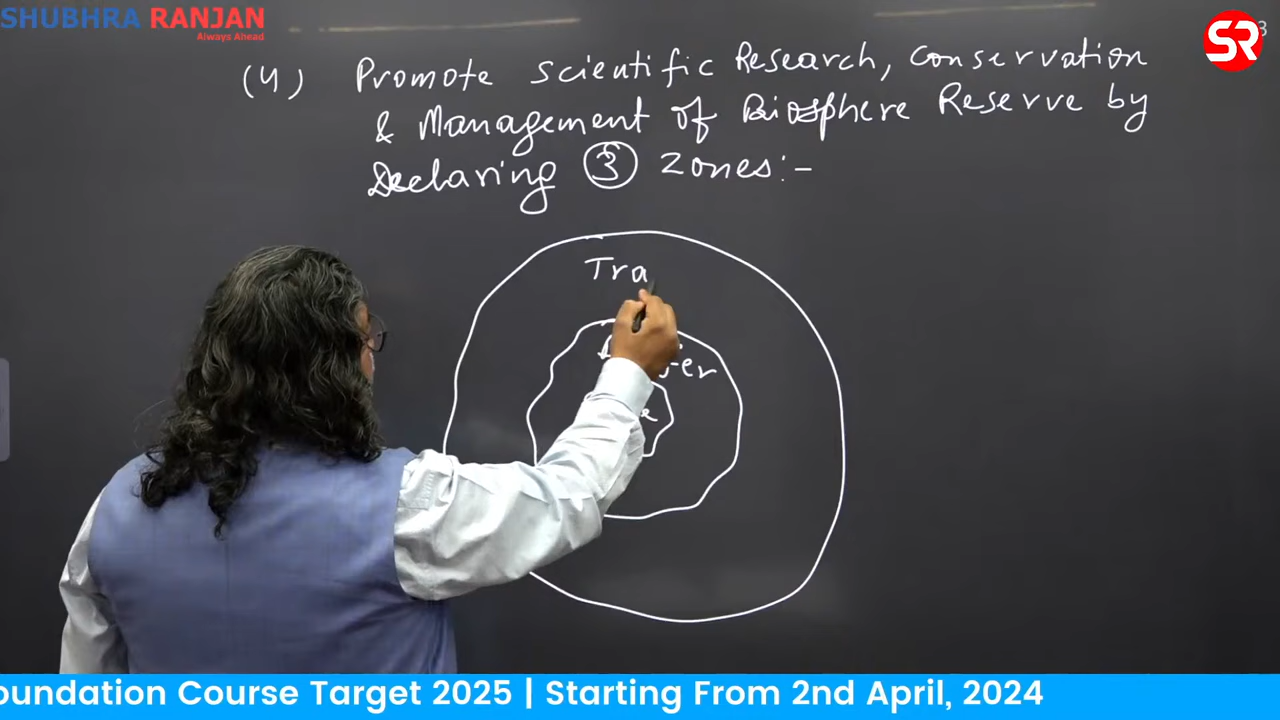 SHUBHRA RANJAN
Always Ahead
SR
3
(4) Promote scientific Research, conservation
& Management of Biosphere Reserve by
Declaring 3 zones:-
Tra
oundation Course Target 2025 | Starting From 2nd April, 2024